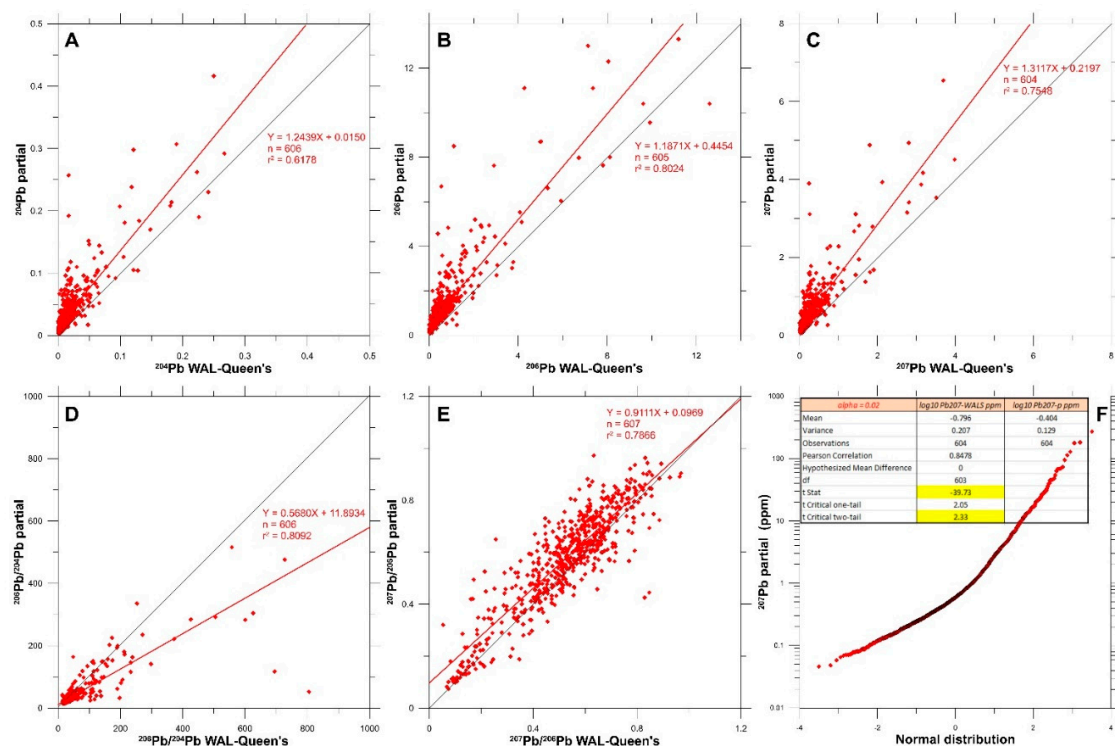 A
Y = 1.2439X + 0.0150
n = 606
r² = 0.6178
²⁰⁴Pb partial
0.5
0.4
0.3
0.2
0.1
0
0
0.1
0.2
0.3
0.4
0.5
²⁰⁴Pb WAL-Queen's
B
Y = 1.1871X + 0.4454
n = 605
r² = 0.8024
²⁰⁶Pb partial
12
8
4
0
0
4
8
12
²⁰⁶Pb WAL-Queen's
C
Y = 1.3117X + 0.2197
n = 604
r² = 0.7548
²⁰⁷Pb partial
8
6
4
2
0
0
2
4
6
8
²⁰⁷Pb WAL-Queen's
D
Y = 0.5680X + 11.8934
n = 606
r² = 0.8092
²⁰⁶Pb/²⁰⁴Pb partial
1000
800
600
400
200
0
0
200
400
600
800
1000
²⁰⁶Pb/²⁰⁴Pb WAL-Queen's
E
Y = 0.9111X + 0.0969
n = 607
r² = 0.7866
²⁰⁷Pb/²⁰⁶Pb partial
1.2
0.8
0.4
0
0
0.4
0.8
1.2
²⁰⁷Pb/²⁰⁶Pb WAL-Queen's
F
alpha = 0.02 log10 Pb207-WALS ppm log10 Pb207-p ppm
Mean -0.796 -0.404
Variance 0.207 0.129
Observations 604 604
Pearson Correlation 0.8478
Hypothesized Mean Difference 0
df 603
t Stat -39.73
t Critical one-tail 2.05
t Critical two-tail 2.33
²⁰⁷Pb partial (ppm)
1000
100
10
1
0.1
0.01
-4
-2
0
2
4
Normal distribution